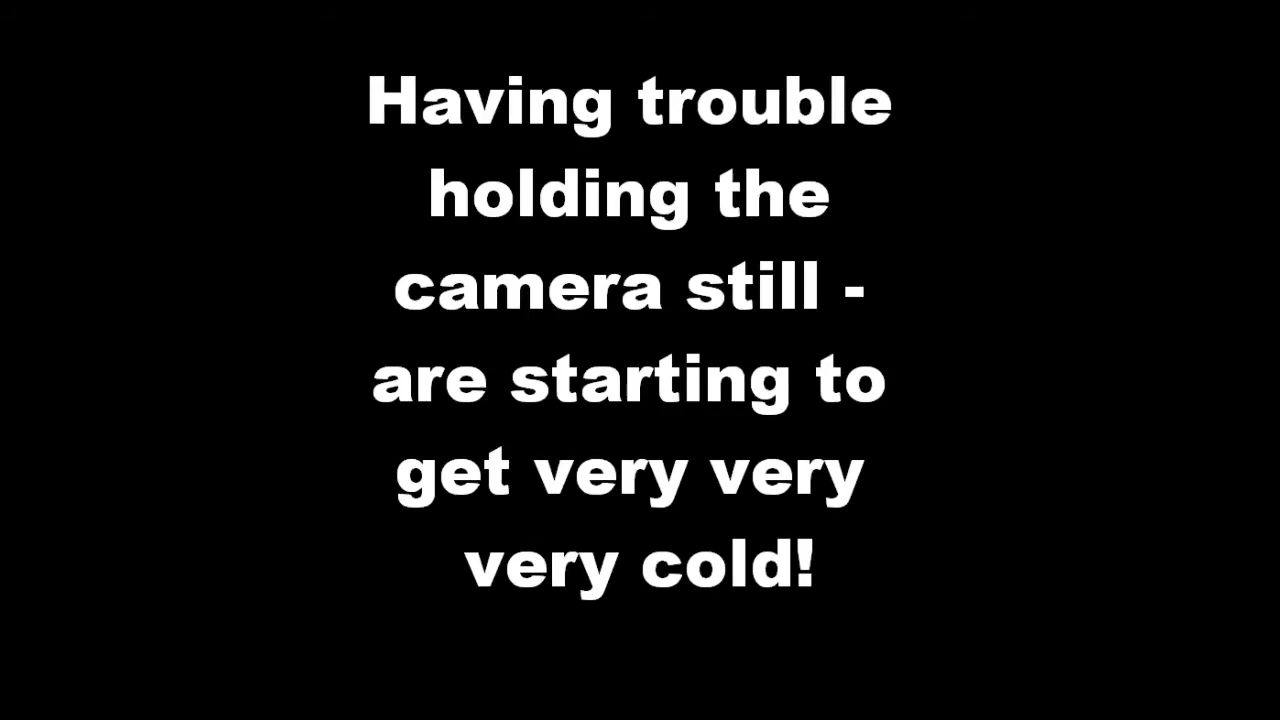 Having trouble
holding the
camera still -
are starting to
get very very
very cold!